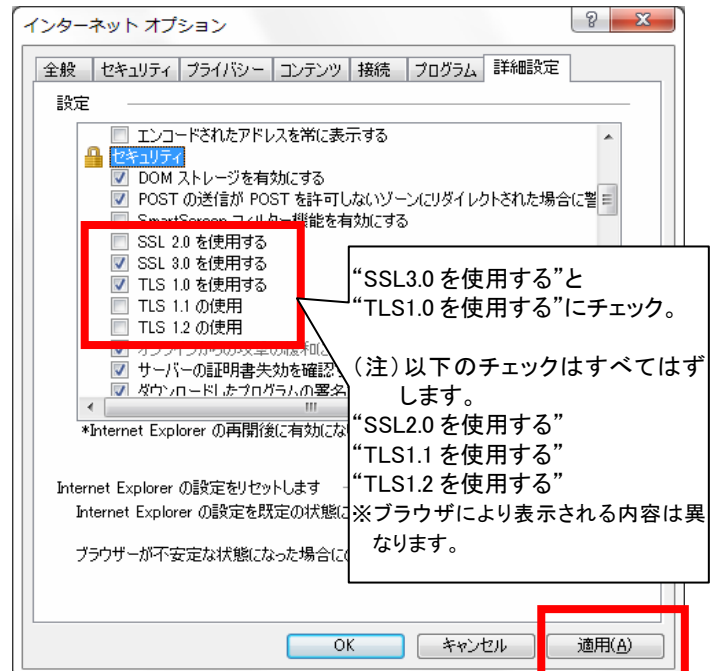 インターネット オプション
全般 セキュリティ プライバシー コンテンツ 接続 プログラム 詳細設定
設定
エンコードされたアドレスを常に表示する
セキュリティ
DOM ストレージを有効にする
POST の送信が POST を許可しないゾーンにリダイレクトされた場合に警
SmartScreen フィルター機能を有効にする
SSL 2.0 を使用する
SSL 3.0 を使用する
TLS 1.0 を使用する
TLS 1.1 の使用
TLS 1.2 の使用
サーバーの証明書失効を確認
ダウンロードしたプログラムの署名
*Internet Explorer の再開後に有効にな
Internet Explorer の設定をリセットします
Internet Explorer の設定を既定の状態に
ブラウザーが不安定な状態になった場合に
OK キャンセル 適用(A)
“SSL3.0 を使用する”と
“TLS1.0 を使用する”にチェック。
(注)以下のチェックはすべてはず
します。
“SSL2.0 を使用する”
“TLS1.1 を使用する”
“TLS1.2 を使用する”
※ブラウザにより表示される内容は異
なります。